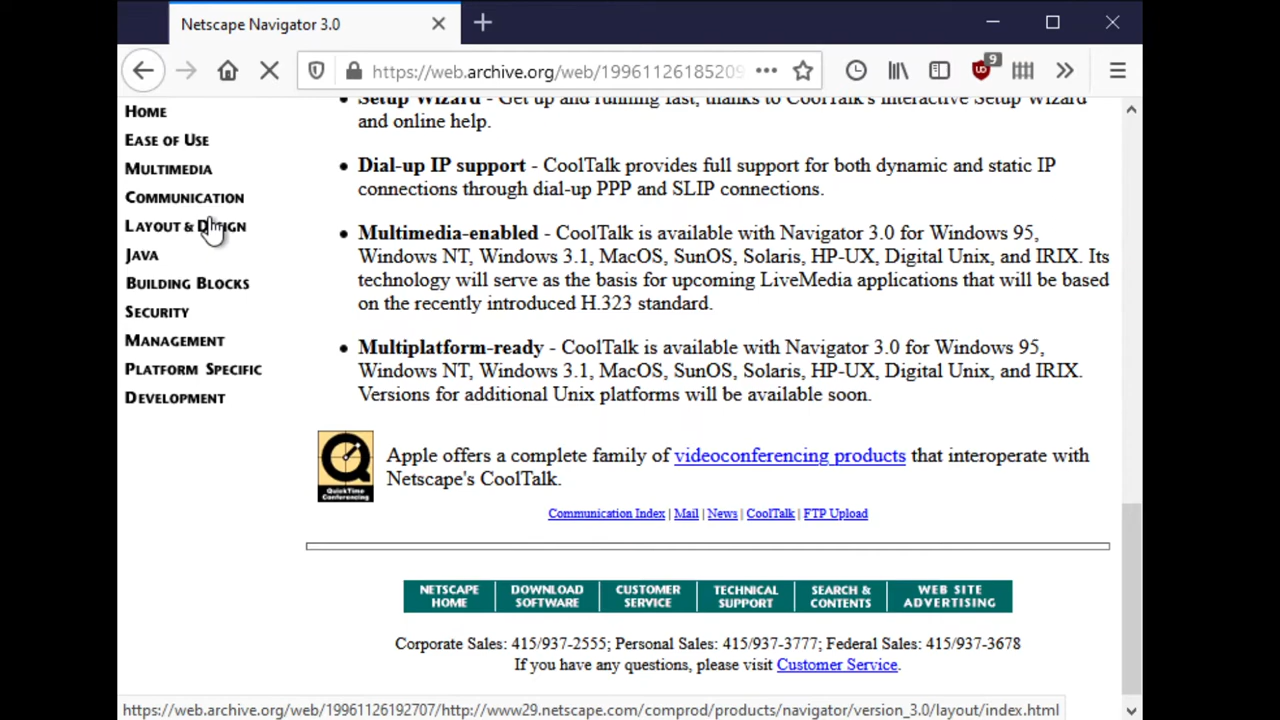 Netscape Navigator 3.0
https://web.archive.org/web/19961126185209
9
HOME
EASE OF USE
MULTIMEDIA
COMMUNICATION
LAYOUT & DESIGN
JAVA
BUILDING BLOCKS
SECURITY
MANAGEMENT
PLATFORM SPECIFIC
DEVELOPMENT
Setup Wizard - Get up and running fast, thanks to CoolTalk's interactive Setup Wizard
and online help.
Dial-up IP support - CoolTalk provides full support for both dynamic and static IP
connections through dial-up PPP and SLIP connections.
Multimedia-enabled - CoolTalk is available with Navigator 3.0 for Windows 95,
Windows NT, Windows 3.1, MacOS, SunOS, Solaris, HP-UX, Digital Unix, and IRIX. Its
technology will serve as the basis for upcoming LiveMedia applications that will be based
on the recently introduced H.323 standard.
Multiplatform-ready - CoolTalk is available with Navigator 3.0 for Windows 95,
Windows NT, Windows 3.1, MacOS, SunOS, Solaris, HP-UX, Digital Unix, and IRIX.
Versions for additional Unix platforms will be available soon.
QuickTime
Conferencing
Apple offers a complete family of videoconferencing products that interoperate with
Netscape's CoolTalk.
Communication Index | Mail | News | CoolTalk | FTP Upload
NETSCAPE HOME
DOWNLOAD SOFTWARE
CUSTOMER SERVICE
TECHNICAL SUPPORT
SEARCH & CONTENTS
WEB SITE ADVERTISING
Corporate Sales: 415/937-2555; Personal Sales: 415/937-3777; Federal Sales: 415/937-3678
If you have any questions, please visit Customer Service.
https://web.archive.org/web/19961126192707/http://www29.netscape.com/comprod/products/navigator/version_3.0/layout/index.html